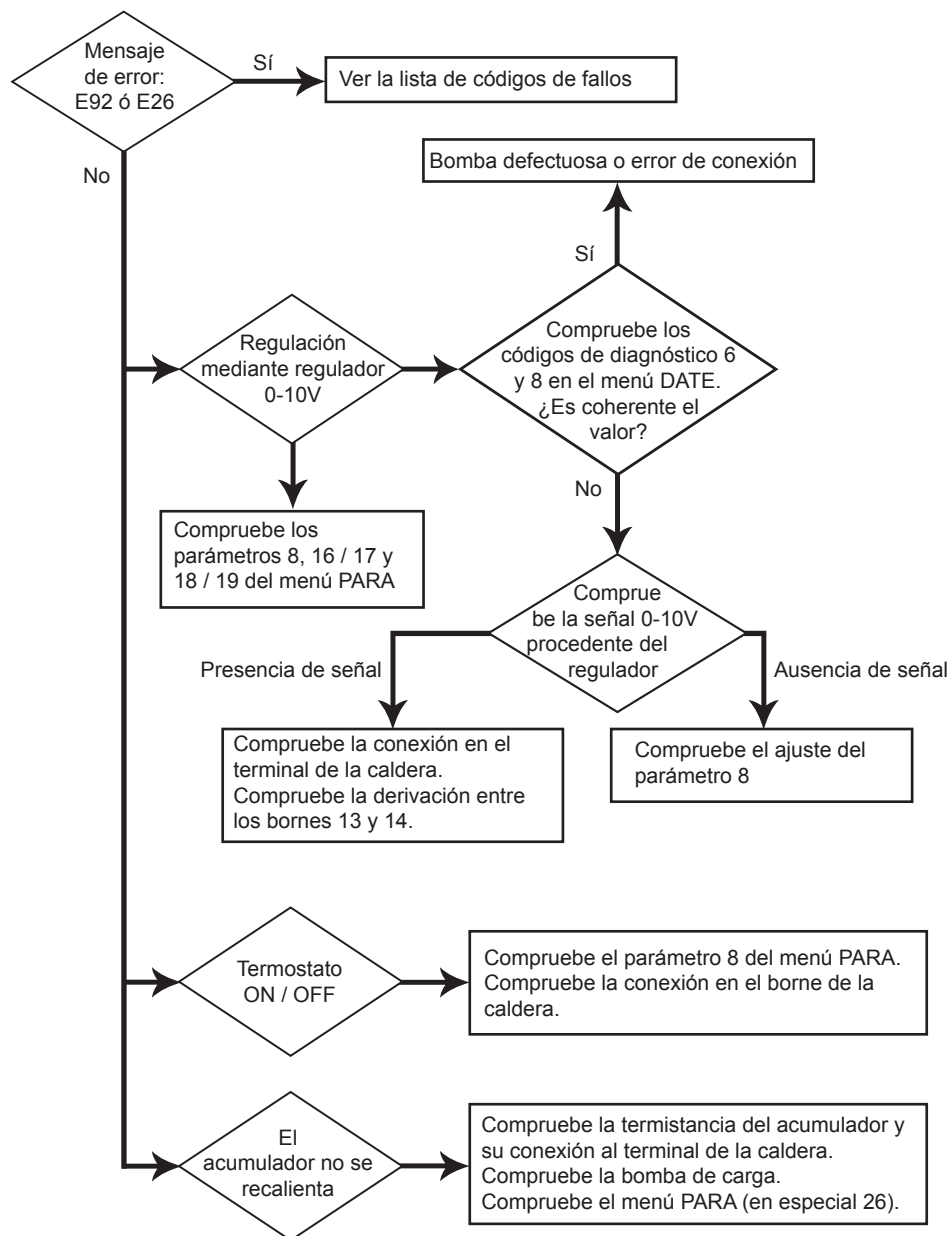 Mensaje
de error:
E92 ó E26
Sí
Ver la lista de códigos de fallos
No
Bomba defectuosa o error de conexión
Sí
Regulación
mediante regulador
0-10V
Compruebe los
códigos de diagnóstico 6
y 8 en el menú DATE.
¿Es coherente el
valor?
No
Compruebe los
parámetros 8, 16 / 17 y
18 / 19 del menú PARA
Comprue
be la señal 0-10V
procedente del
regulador
Presencia de señal
Ausencia de señal
Compruebe la conexión en el
terminal de la caldera.
Compruebe la derivación entre
los bornes 13 y 14.
Compruebe el ajuste del
parámetro 8
Termostato
ON / OFF
Compruebe el parámetro 8 del menú PARA.
Compruebe la conexión en el borne de la
caldera.
El
acumulador no se
recalienta
Compruebe la termistancia del acumulador y
su conexión al terminal de la caldera.
Compruebe la bomba de carga.
Compruebe el menú PARA (en especial 26).